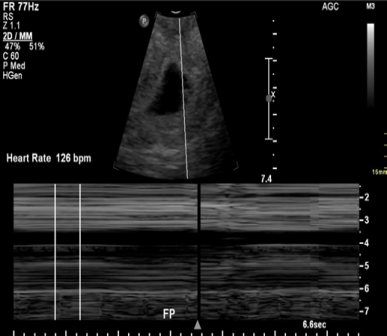 FR 77Hz
RS
Z 1.1
2D / MM
47% 51%
C 60
P Med
HGen
P
AGC
M3
X
Heart Rate 126 bpm
7.4
2
3
4
5
6
7
FP
6.6sec